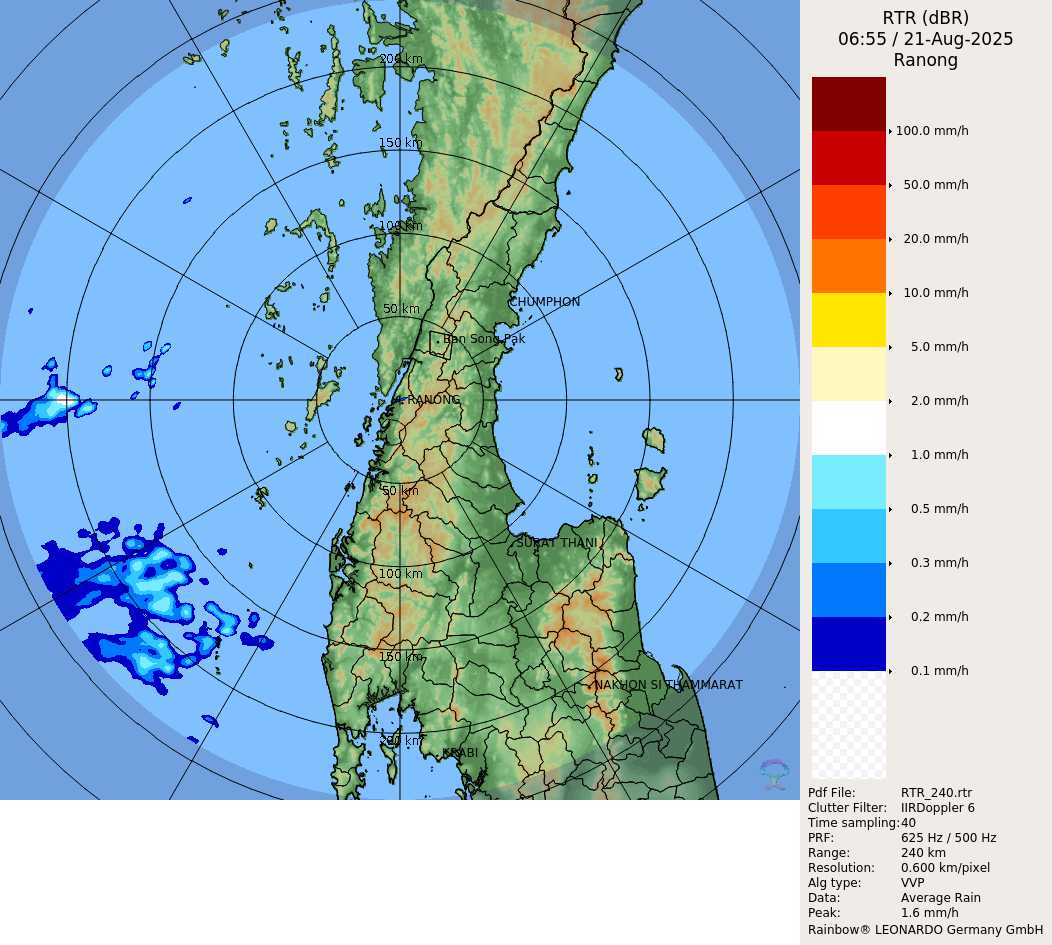 RTR (dBR)
06:55 / 21-Aug-2025
Ranong
200 km
150 km
100 km
50 km
CHUMPHON
Ban Song Pak
RANONG
50 km
SURAT THANI
100 km
150 km
NAKHON SI THAMMARAT
200 km
KRABI
100.0 mm/h
50.0 mm/h
20.0 mm/h
10.0 mm/h
5.0 mm/h
2.0 mm/h
1.0 mm/h
0.5 mm/h
0.3 mm/h
0.2 mm/h
0.1 mm/h
Pdf File: RTR_240.rtr
Clutter Filter: IIRDoppler 6
Time sampling:40
PRF: 625 Hz / 500 Hz
Range: 240 km
Resolution: 0.600 km/pixel
Alg type: VVP
Data: Average Rain
Peak: 1.6 mm/h
Rainbow® LEONARDO Germany GmbH